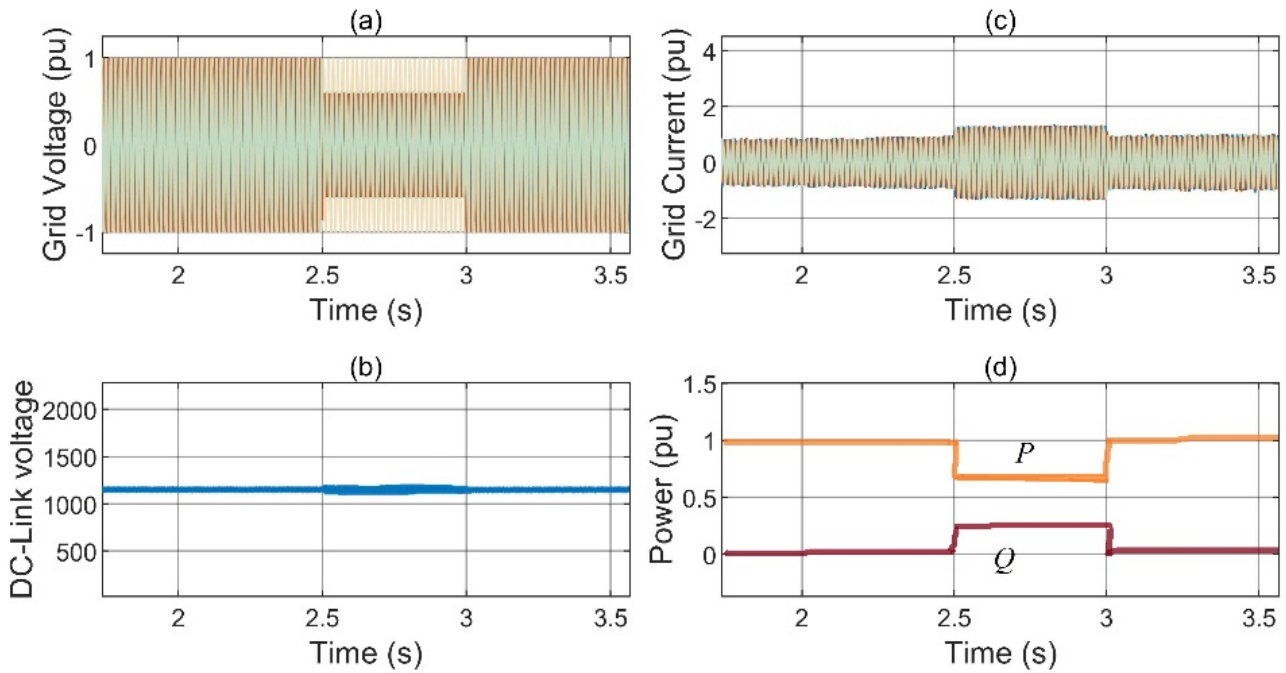 (a)
Grid Voltage (pu)
1
0
-1
2
2.5
3
3.5
Time (s)
(c)
Grid Current (pu)
4
2
0
-2
2
2.5
3
3.5
Time (s)
(b)
DC-Link voltage
2000
1500
1000
500
2
2.5
3
3.5
Time (s)
(d)
Power (pu)
1.5
1
0.5
0
P
Q
2
2.5
3
3.5
Time (s)